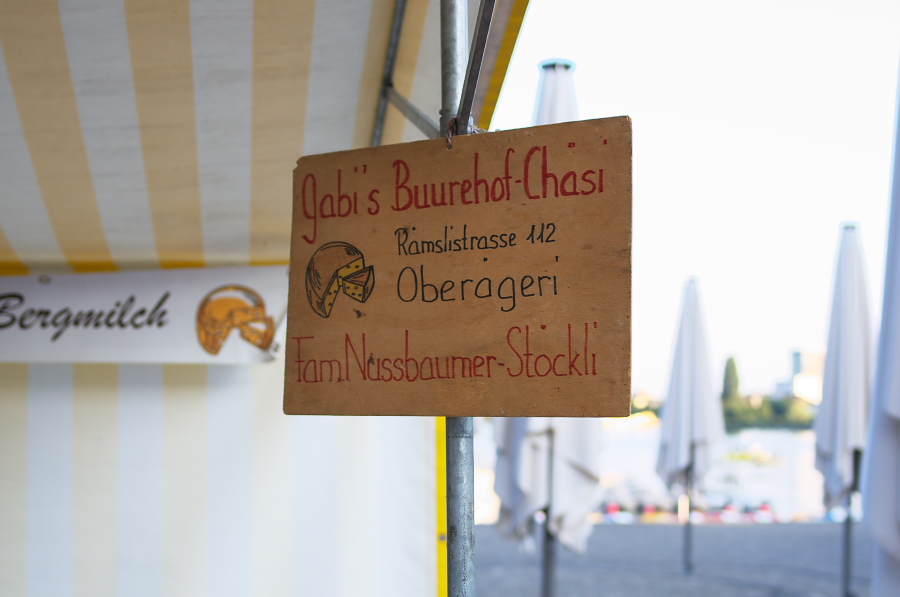 Gabi's Buurehof-Chäsi
Rämslistrasse 112
Oberägeri
Fam Nussbaumer-Stöckli
Bergmilch